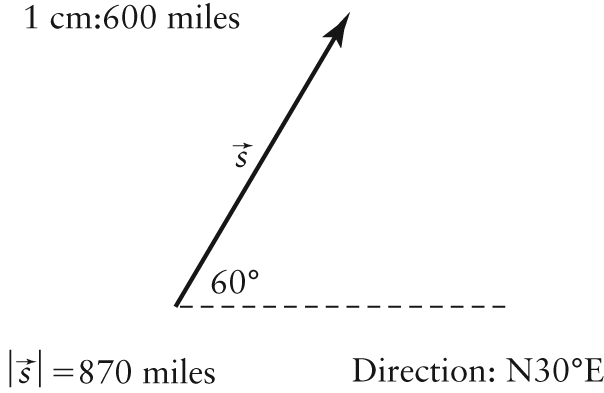 1 cm:600 miles
s⃗
60°
|s⃗| = 870 miles
Direction: N30°E